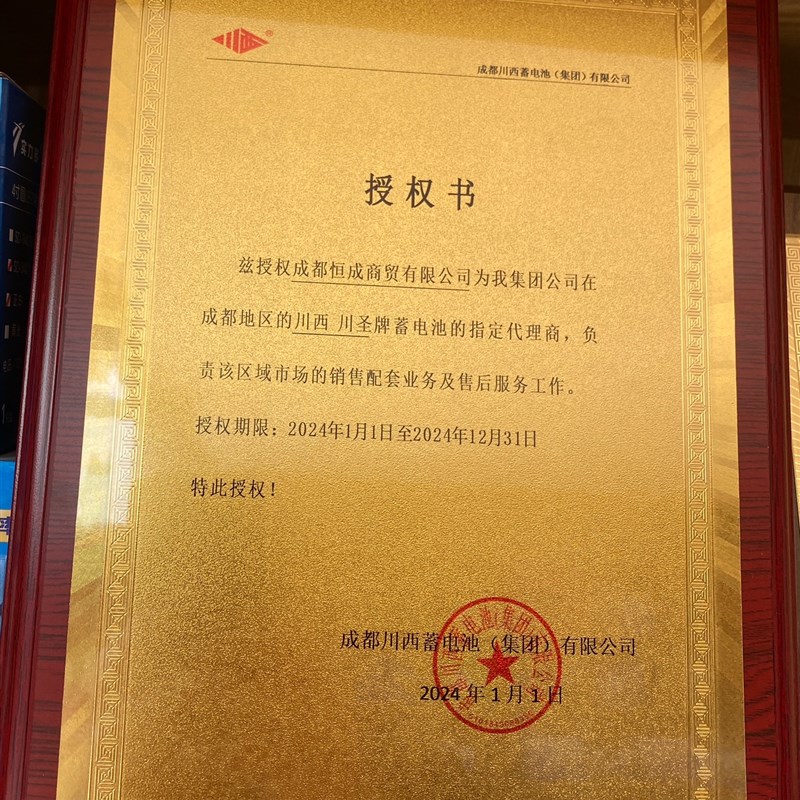 川西®
成都川西蓄电池（集团）有限公司
授权书
兹授权成都恒成商贸有限公司为我集团公司在
成都地区的川西 川圣牌蓄电池的指定代理商，负
责该区域市场的销售配套业务及售后服务工作。
授权期限：2024年1月1日至2024年12月31日
特此授权！
成都川西蓄电池（集团）有限公司
2024 年 1 月 1 日